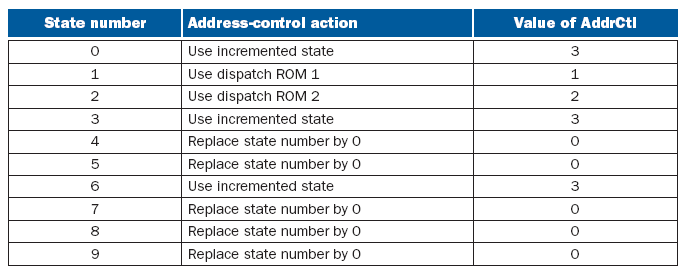 State number Address-control action Value of AddrCtl
0 Use incremented state 3
1 Use dispatch ROM 1 1
2 Use dispatch ROM 2 2
3 Use incremented state 3
4 Replace state number by 0 0
5 Replace state number by 0 0
6 Use incremented state 3
7 Replace state number by 0 0
8 Replace state number by 0 0
9 Replace state number by 0 0